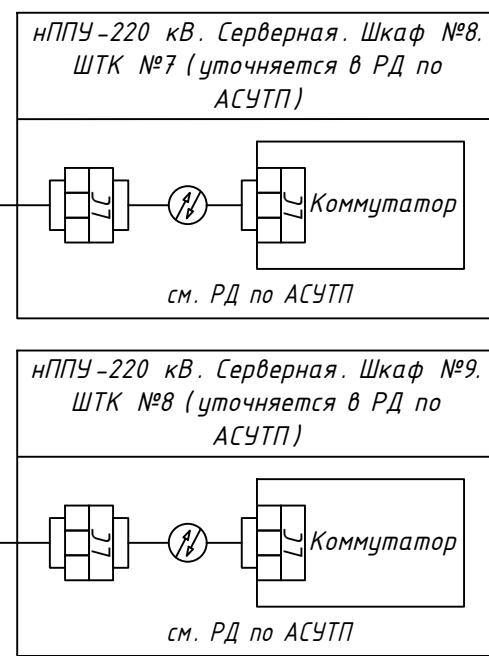 нППУ-220 кВ. Серверная. Шкаф №8.
ШТК №7 (уточняется в РД по
АСУТП)
LC
LC
Коммутатор
см. РД по АСУТП
нППУ-220 кВ. Серверная. Шкаф №9.
ШТК №8 (уточняется в РД по
АСУТП)
LC
LC
Коммутатор
см. РД по АСУТП